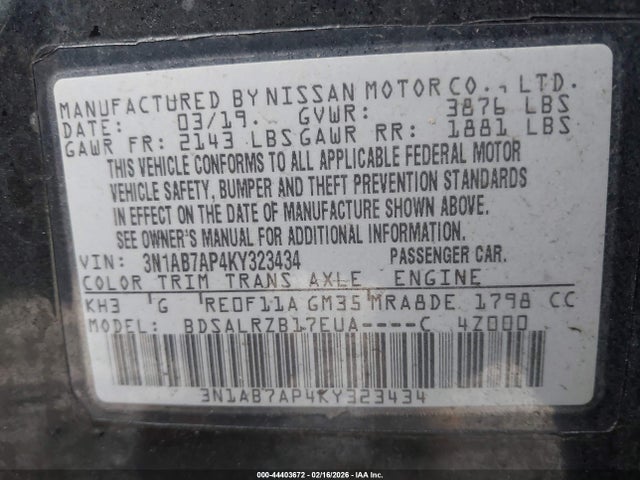 MANUFACTURED BY NISSAN MOTOR CO., LTD.
DATE: 03/19. GVWR: 3876 LBS
GAWR FR: 2143 LBS GAWR RR: 1881 LBS
THIS VEHICLE CONFORMS TO ALL APPLICABLE FEDERAL MOTOR
VEHICLE SAFETY, BUMPER AND THEFT PREVENTION STANDARDS
IN EFFECT ON THE DATE OF MANUFACTURE SHOWN ABOVE.
SEE OWNER'S MANUAL FOR ADDITIONAL INFORMATION.
VIN: 3N1AB7AP4KY323434 PASSENGER CAR.
COLOR TRIM TRANS AXLE ENGINE
KH3 G RE0F11A GM35 MRA8DE 1798 CC
MODEL: BDSALRZB17EUA----C 4Z000
3N1AB7AP4KY323434
000-44403672 - 02/16/2026 - IAA Inc.